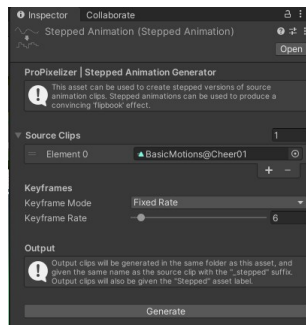 Inspector Collaborate
Stepped Animation (Stepped Animation)
Open
ProPixelizer | Stepped Animation Generator
This asset can be used to create stepped versions of source
animation clips. Stepped animations can be used to produce a
convincing 'flipbook' effect.
Source Clips 1
Element 0 BasicMotions@Cheer01
+ −
Keyframes
Keyframe Mode Fixed Rate
Keyframe Rate 6
Output
Output clips will be generated in the same folder as this asset, and
given the same name as the source clip with the "_stepped" suffix.
Output clips will also be given the "Stepped" asset label.
Generate